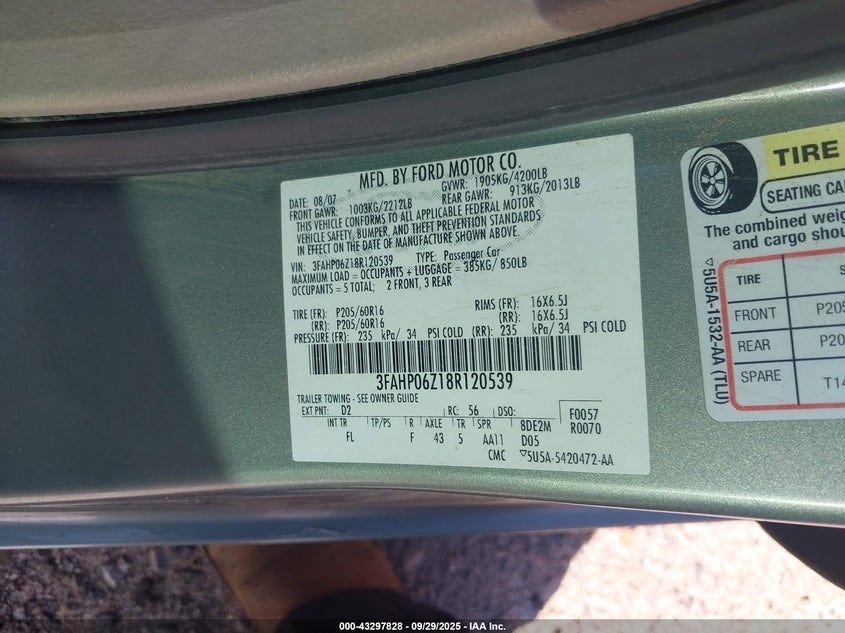 MFD. BY FORD MOTOR CO.
DATE: 08/07 GVWR: 1905KG/4200LB
FRONT GAWR: 1003KG/2212LB REAR GAWR: 913KG/2013LB
THIS VEHICLE CONFORMS TO ALL APPLICABLE FEDERAL MOTOR
VEHICLE SAFETY, BUMPER, AND THEFT PREVENTION STANDARDS
IN EFFECT ON THE DATE OF MANUFACTURE SHOWN ABOVE.
VIN: 3FAHP06Z18R120539 TYPE: Passenger Car
MAXIMUM LOAD = OCCUPANTS + LUGGAGE = 385KG/ 850LB
OCCUPANTS = 5 TOTAL; 2 FRONT, 3 REAR
TIRE (FR): P205/60R16 RIMS (FR): 16X6.5J
(RR): P205/60R16 (RR): 16X6.5J
PRESSURE (FR): 235 kPa/ 34 PSI COLD (RR): 235 kPa/ 34 PSI COLD
3FAHP06Z18R120539
TRAILER TOWING - SEE OWNER GUIDE
EXT PNT: D2 RC: 56 DSO: F0057
INT TR TP/PS R AXLE TR SPR 8DE2M R0070
FL F 43 5 AA11 D05
CMC ▽5U5A-5420472-AA
TIRE
SEATING CA
The combined weig
and cargo shou
▽5U5A-1532-AA (TLU)
TIRE S
FRONT P205
REAR P20
SPARE T14
000-43297828 - 09/29/2025 - IAA Inc.